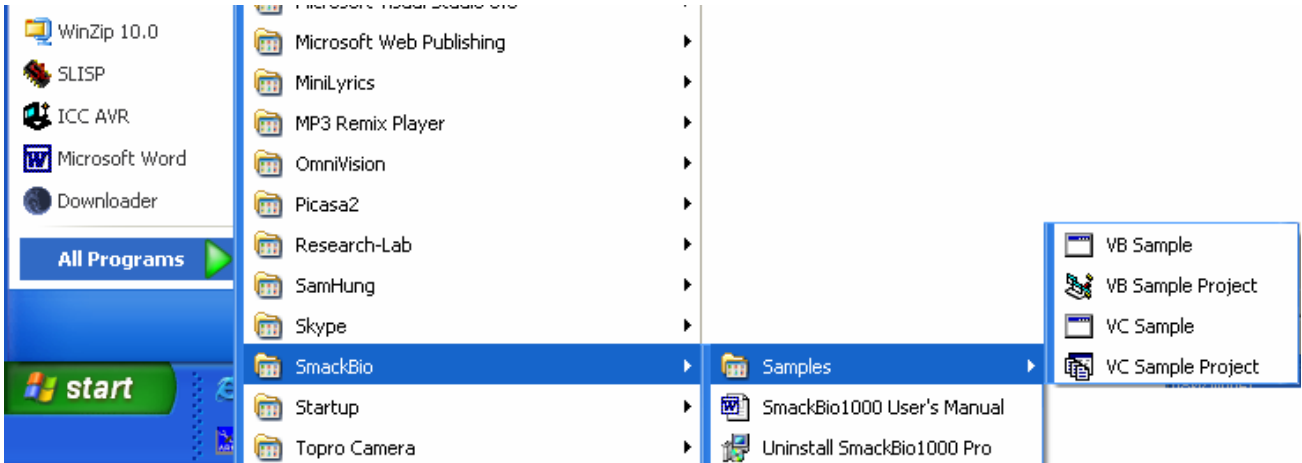 WinZip 10.0
SLISP
ICC AVR
Microsoft Word
Downloader
All Programs
start
Microsoft Web Publishing
MiniLyrics
MP3 Remix Player
OmniVision
Picasa2
Research-Lab
SamHung
Skype
SmackBio
Startup
Topro Camera
Samples
SmackBio1000 User's Manual
Uninstall SmackBio1000 Pro
VB Sample
VB Sample Project
VC Sample
VC Sample Project